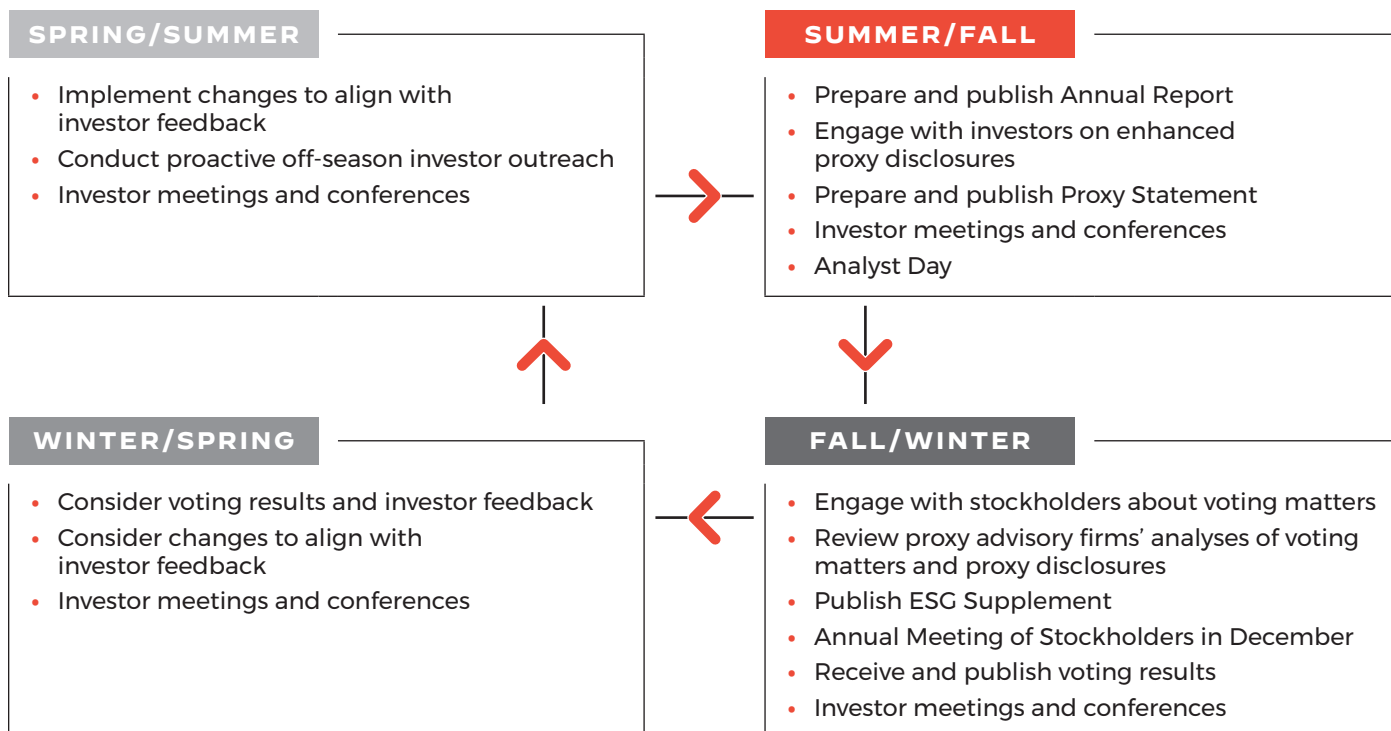 SPRING/SUMMER
• Implement changes to align with
investor feedback
• Conduct proactive off-season investor outreach
• Investor meetings and conferences
SUMMER/FALL
• Prepare and publish Annual Report
• Engage with investors on enhanced
proxy disclosures
• Prepare and publish Proxy Statement
• Investor meetings and conferences
• Analyst Day
WINTER/SPRING
• Consider voting results and investor feedback
• Consider changes to align with
investor feedback
• Investor meetings and conferences
FALL/WINTER
• Engage with stockholders about voting matters
• Review proxy advisory firms’ analyses of voting
matters and proxy disclosures
• Publish ESG Supplement
• Annual Meeting of Stockholders in December
• Receive and publish voting results
• Investor meetings and conferences